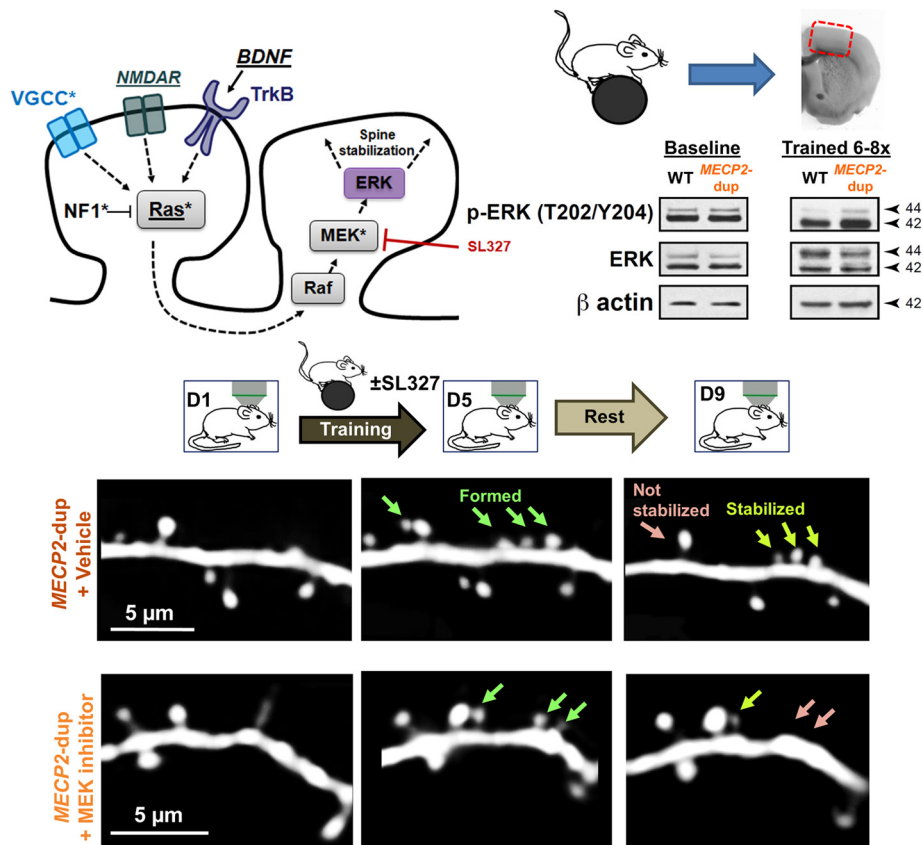 BDNF
NMDAR
VGCC*
TrkB
Spine
stabilization
ERK
NF1*
Ras*
MEK*
SL327
Raf
Baseline
Trained 6-8x
WT
MECP2-
dup
WT
MECP2-
dup
p-ERK (T202/Y204)
44
42
ERK
44
42
β actin
42
D1
±SL327
Training
D5
Rest
D9
MECP2-dup
+ Vehicle
5 µm
Formed
Not
stabilized
Stabilized
MECP2-dup
+ MEK inhibitor
5 µm